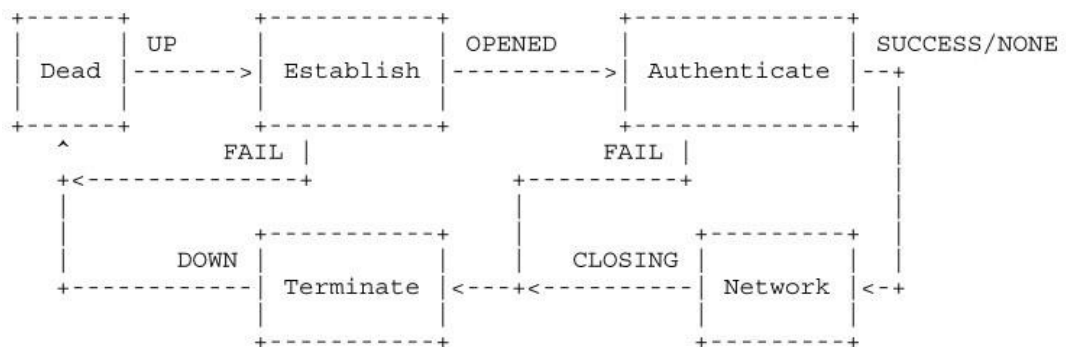 UP OPENED SUCCESS/NONE
Dead Establish Authenticate
FAIL FAIL
DOWN CLOSING
Terminate Network